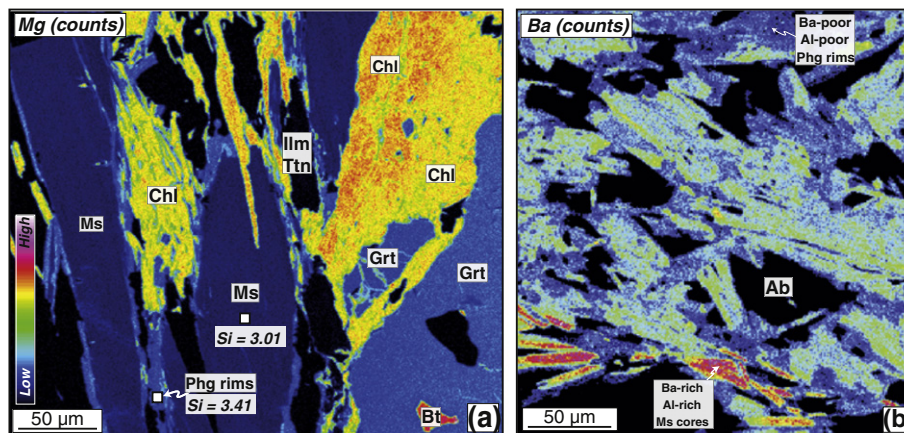 Mg (counts)
Chl
Ilm
Ttn
Chl
Chl
Ms
High
Low
Grt
Grt
Ms
Si = 3.01
Phg rims
Si = 3.41
Bt
50 µm
(a)
Ba (counts)
Ba-poor
Al-poor
Phg rims
Ab
Ba-rich
Al-rich
Ms cores
50 µm
(b)